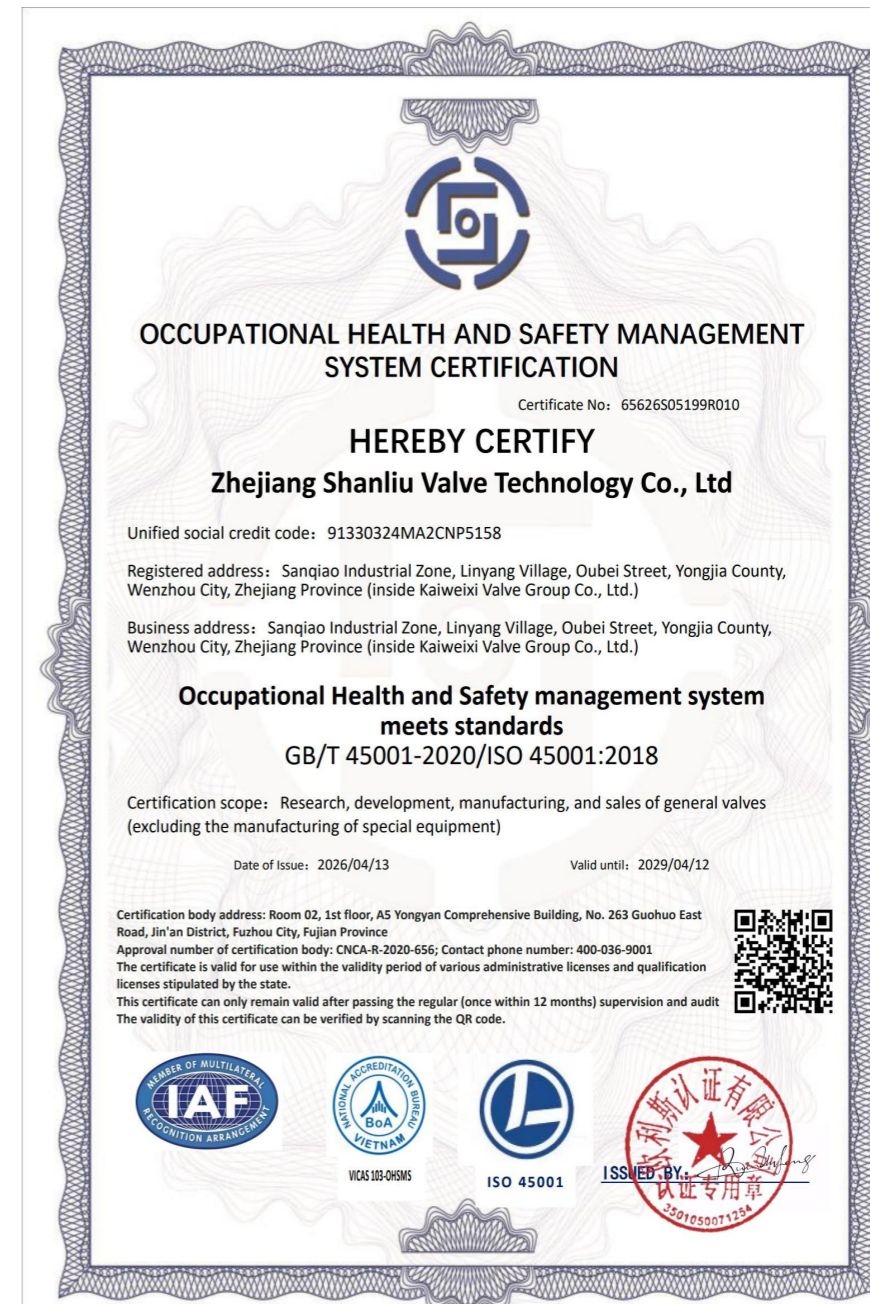 OCCUPATIONAL HEALTH AND SAFETY MANAGEMENT
SYSTEM CERTIFICATION
Certificate No：65626S05199R010
HEREBY CERTIFY
Zhejiang Shanliu Valve Technology Co., Ltd
Unified social credit code：91330324MA2CNP5158
Registered address：Sanqiao Industrial Zone, Linyang Village, Oubei Street, Yongjia County,
Wenzhou City, Zhejiang Province (inside Kaiweixi Valve Group Co., Ltd.)
Business address：Sanqiao Industrial Zone, Linyang Village, Oubei Street, Yongjia County,
Wenzhou City, Zhejiang Province (inside Kaiweixi Valve Group Co., Ltd.)
Occupational Health and Safety management system
meets standards
GB/T 45001-2020/ISO 45001:2018
Certification scope：Research, development, manufacturing, and sales of general valves
(excluding the manufacturing of special equipment)
Date of Issue：2026/04/13 Valid until：2029/04/12
Certification body address: Room 02, 1st floor, A5 Yongyan Comprehensive Building, No. 263 Guohuo East
Road, Jin'an District, Fuzhou City, Fujian Province
Approval number of certification body: CNCA-R-2020-656; Contact phone number: 400-036-9001
The certificate is valid for use within the validity period of various administrative licenses and qualification
licenses stipulated by the state.
This certificate can only remain valid after passing the regular (once within 12 months) supervision and audit
The validity of this certificate can be verified by scanning the QR code.
MEMBER OF MULTILATERAL
IAF
RECOGNITION ARRANGEMENT
NATIONAL ACCREDITATION BUREAU
BoA
VIETNAM
VICAS 103-OHSMS
ISO 45001
利斯认证有限公司
ISSUED BY:
认证专用章
3501050071254